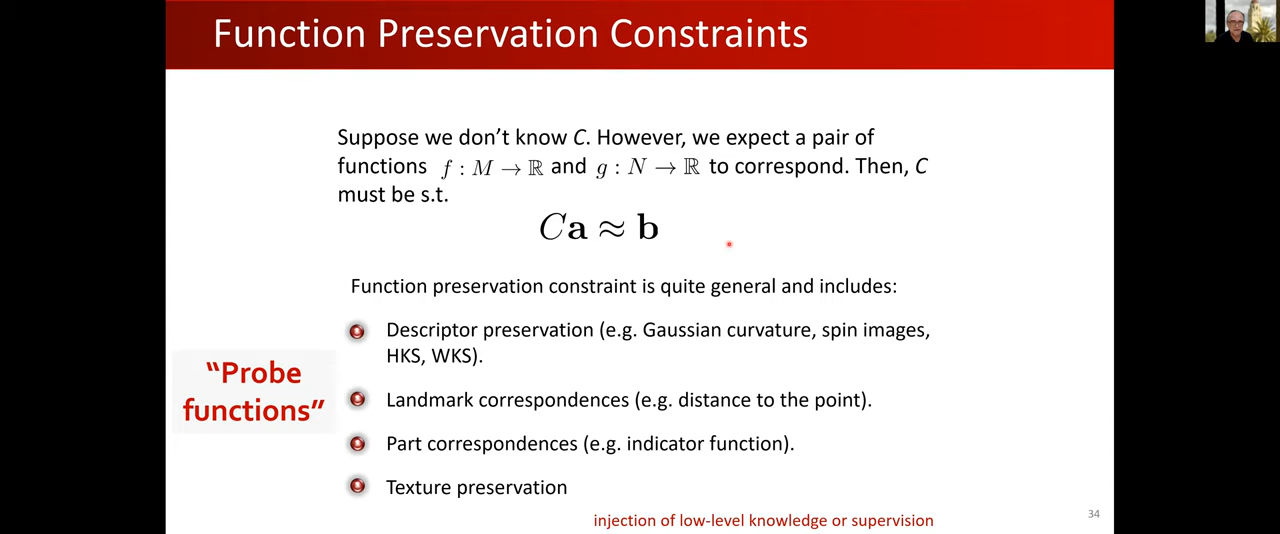 Function Preservation Constraints
Suppose we don't know C. However, we expect a pair of
functions f : M → ℝ and g : N → ℝ to correspond. Then, C
must be s.t.
Ca ≈ b
Function preservation constraint is quite general and includes:
Descriptor preservation (e.g. Gaussian curvature, spin images,
HKS, WKS).
"Probe
functions"
Landmark correspondences (e.g. distance to the point).
Part correspondences (e.g. indicator function).
Texture preservation
injection of low-level knowledge or supervision
34